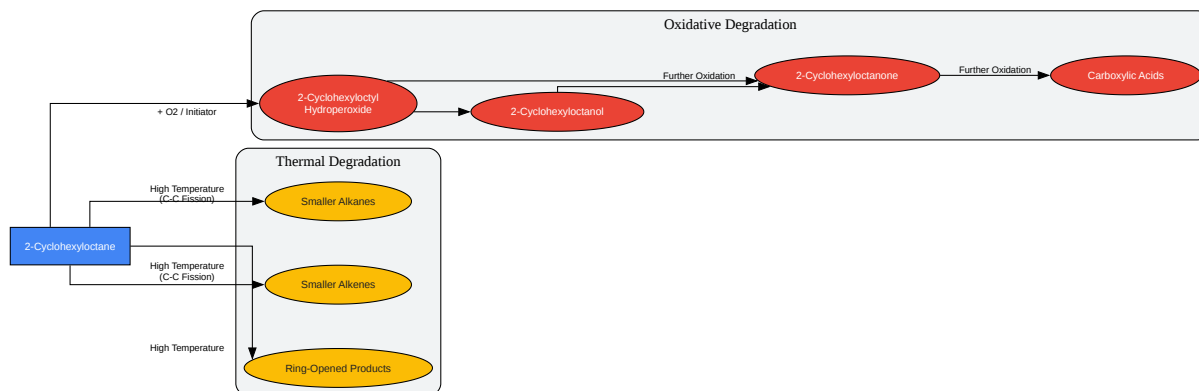 Oxidative Degradation
2-Cyclohexyloctyl
Hydroperoxide
2-Cyclohexyloctanol
Further Oxidation
2-Cyclohexyloctanone
Further Oxidation
Carboxylic Acids
+ O2 / Initiator
Thermal Degradation
High Temperature
(C-C Fission)
Smaller Alkanes
2-Cyclohexyloctane
High Temperature
(C-C Fission)
Smaller Alkenes
High Temperature
Ring-Opened Products